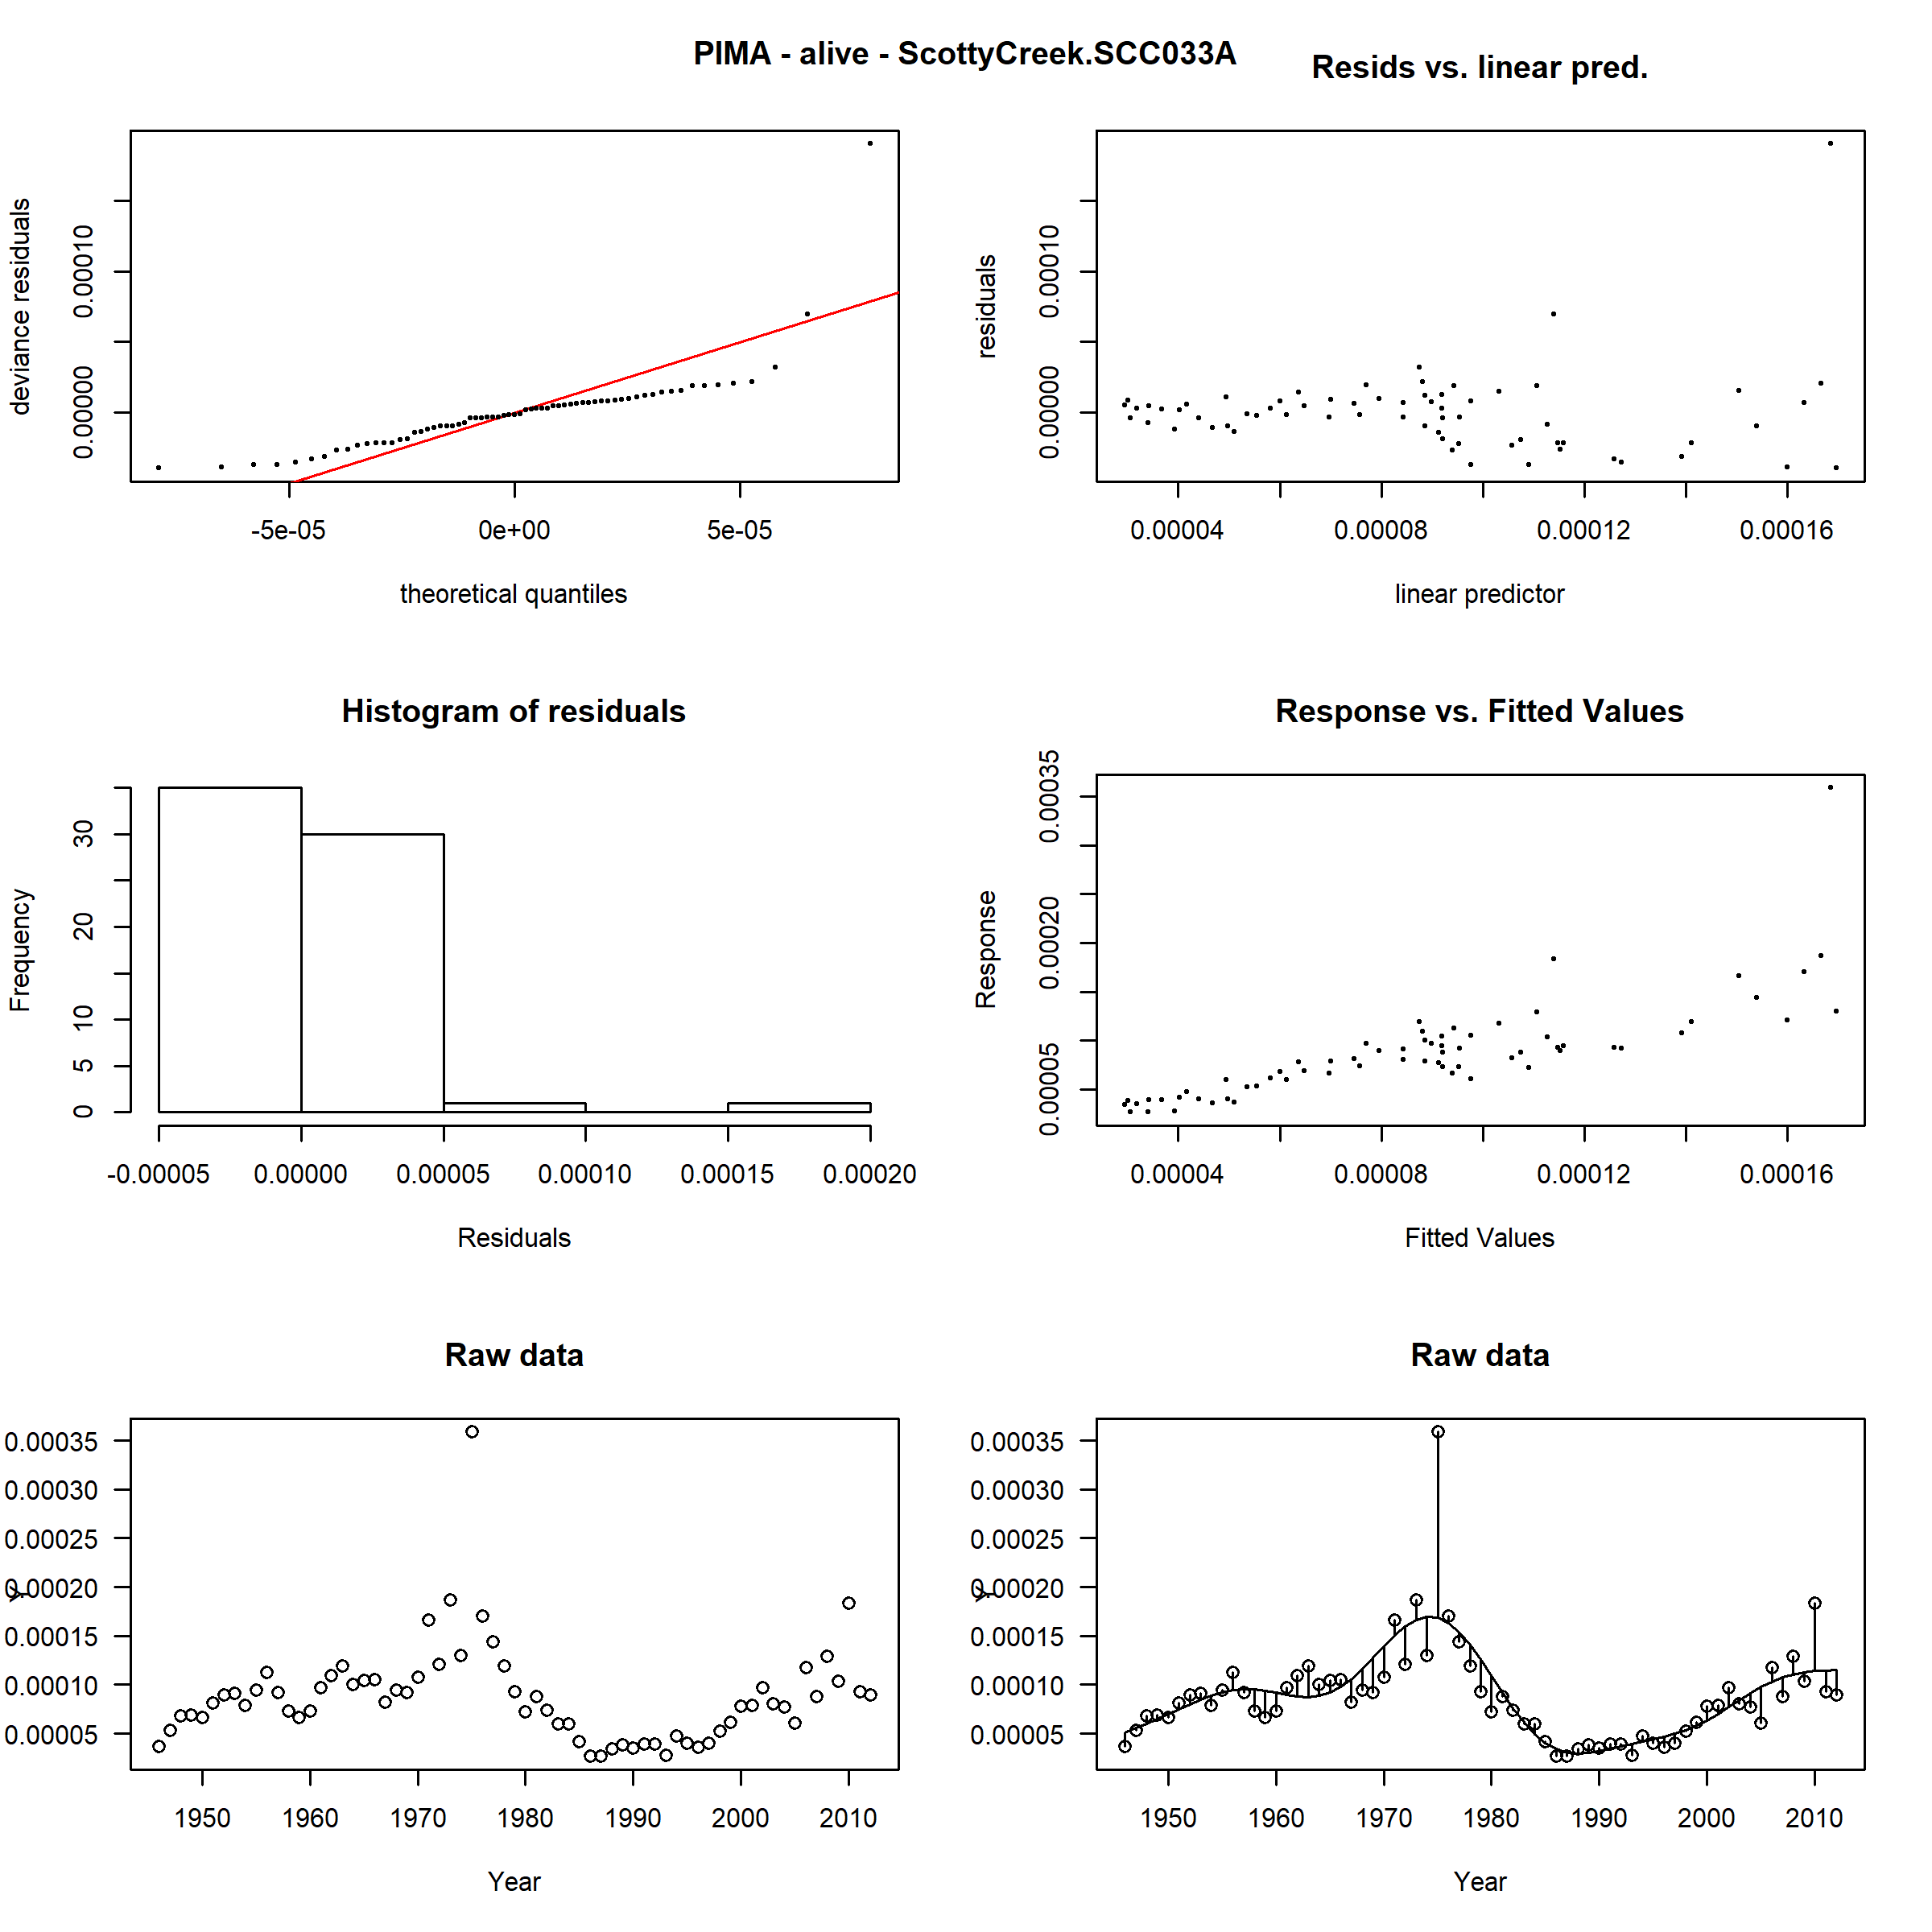 PIMA - alive - ScottyCreek.SCC033A
Resids vs. linear pred.
deviance residuals
0.00000 0.00010
-5e-05 0e+00 5e-05
theoretical quantiles
residuals
0.00000 0.00010
0.00004 0.00008 0.00012 0.00016
linear predictor
Histogram of residuals
Frequency
0 5 10 20 30
-0.00005 0.00000 0.00005 0.00010 0.00015 0.00020
Residuals
Response vs. Fitted Values
Response
0.00005 0.00020 0.00035
0.00004 0.00008 0.00012 0.00016
Fitted Values
Raw data
Y
0.00035
0.00030
0.00025
0.00020
0.00015
0.00010
0.00005
1950 1960 1970 1980 1990 2000 2010
Year
Raw data
Y
0.00035
0.00030
0.00025
0.00020
0.00015
0.00010
0.00005
1950 1960 1970 1980 1990 2000 2010
Year